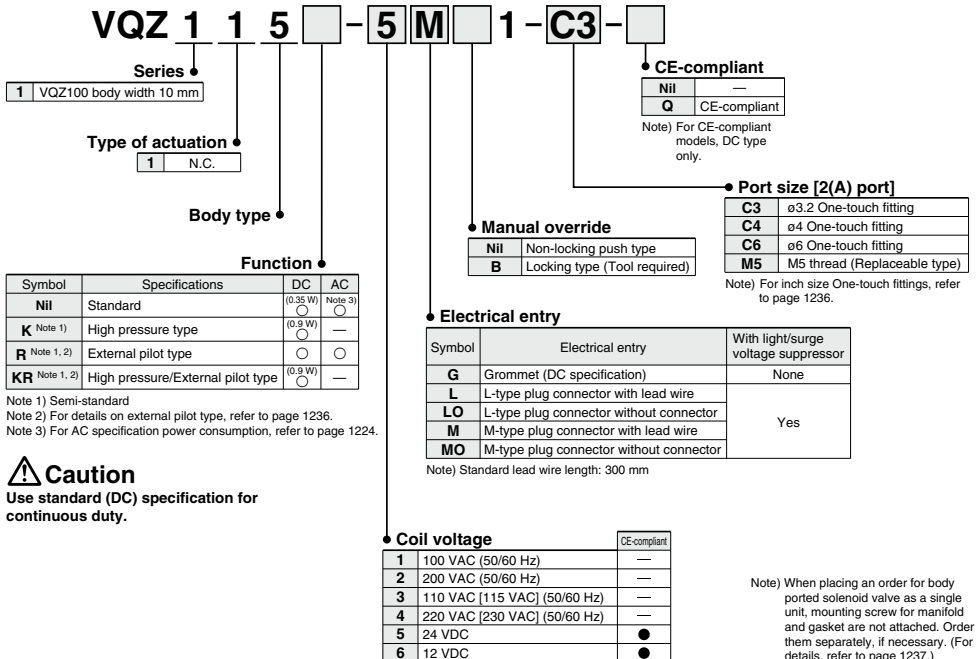 VQZ 1 1 5 – 5 M 1 – C3 –
Series
1 VQZ100 body width 10 mm
Type of actuation
1 N.C.
Body type
Function
Symbol Specifications DC AC
Nil Standard (0.35 W) ○ Note 3) ○
K Note 1) High pressure type (0.9 W) ○ —
R Note 1, 2) External pilot type ○ ○
KR Note 1, 2) High pressure/External pilot type (0.9 W) ○ —
Note 1) Semi-standard
Note 2) For details on external pilot type, refer to page 1236.
Note 3) For AC specification power consumption, refer to page 1224.
Caution
Use standard (DC) specification for
continuous duty.
CE-compliant
Nil —
Q CE-compliant
Note) For CE-compliant
models, DC type
only.
Port size [2(A) port]
C3 ø3.2 One-touch fitting
C4 ø4 One-touch fitting
C6 ø6 One-touch fitting
M5 M5 thread (Replaceable type)
Note) For inch size One-touch fittings, refer
to page 1236.
Manual override
Nil Non-locking push type
B Locking type (Tool required)
Electrical entry
Symbol Electrical entry With light/surge
voltage suppressor
G Grommet (DC specification) None
L L-type plug connector with lead wire
LO L-type plug connector without connector
Yes
M M-type plug connector with lead wire
MO M-type plug connector without connector
Note) Standard lead wire length: 300 mm
Coil voltage CE-compliant
1 100 VAC (50/60 Hz) —
2 200 VAC (50/60 Hz) —
3 110 VAC [115 VAC] (50/60 Hz) —
4 220 VAC [230 VAC] (50/60 Hz) —
5 24 VDC ●
6 12 VDC ●
Note) When placing an order for body
ported solenoid valve as a single
unit, mounting screw for manifold
and gasket are not attached. Order
them separately, if necessary. (For
details, refer to page 1237.)